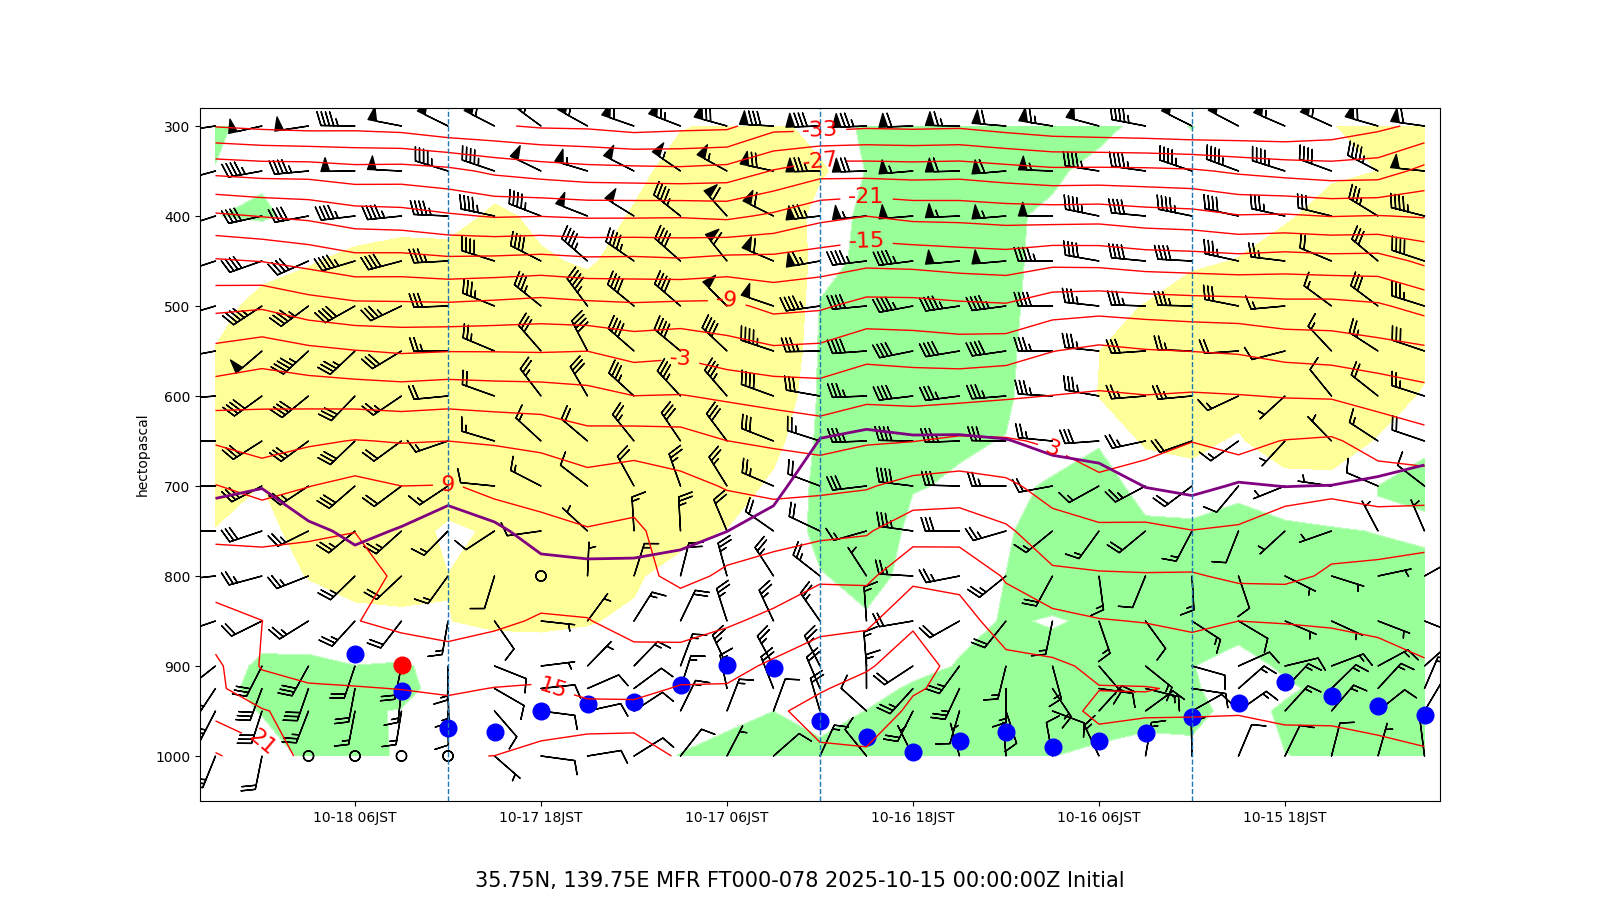 hectopascal
300
400
500
600
700
800
900
1000
-33
-27
-21
-15
-9
-3
3
9
15
21
10-18 06JST
10-17 18JST
10-17 06JST
10-16 18JST
10-16 06JST
10-15 18JST
35.75N, 139.75E MFR FT000-078 2025-10-15 00:00:00Z Initial